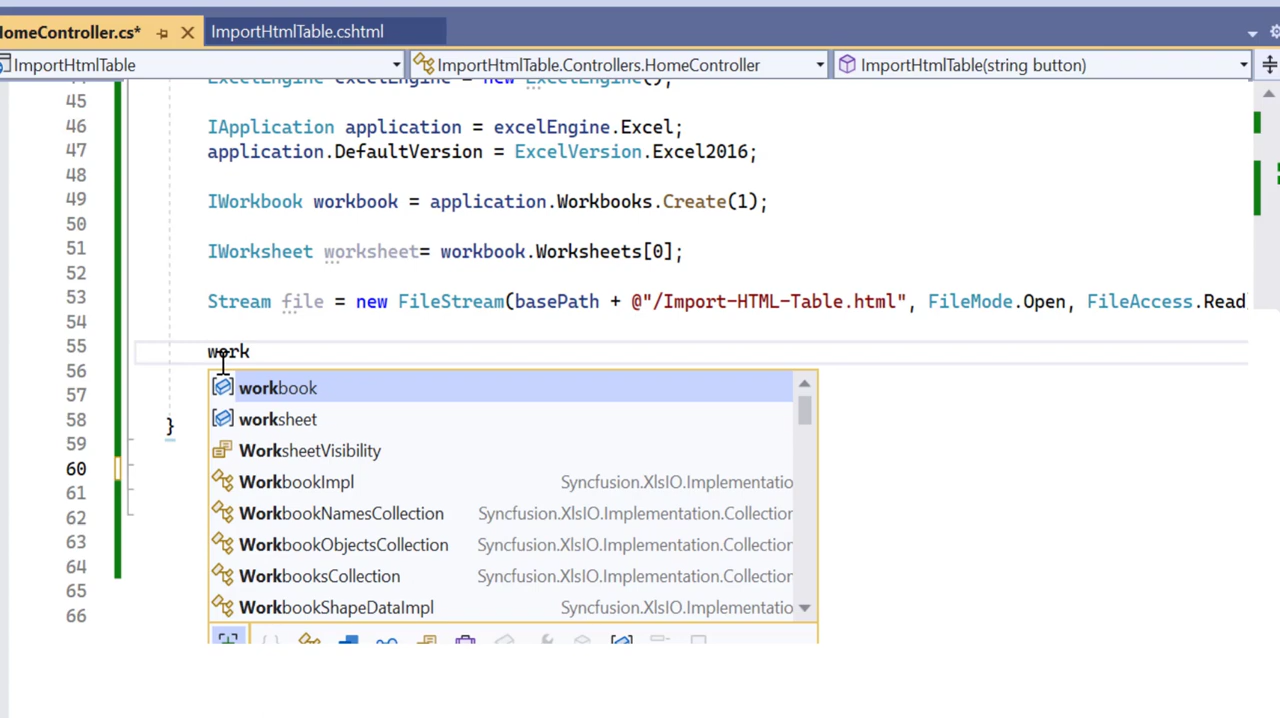 HomeController.cs*
ImportHtmlTable.cshtml
ImportHtmlTable
ImportHtmlTable.Controllers.HomeController
ImportHtmlTable(string button)
ExcelEngine excelEngine = new ExcelEngine();
45
46 IApplication application = excelEngine.Excel;
47 application.DefaultVersion = ExcelVersion.Excel2016;
48
49 IWorkbook workbook = application.Workbooks.Create(1);
50
51 IWorksheet worksheet= workbook.Worksheets[0];
52
53 Stream file = new FileStream(basePath + @"/Import-HTML-Table.html", FileMode.Open, FileAccess.Read
54
55 work
56 workbook
57 worksheet
58 }
59 WorksheetVisibility
60 WorkbookImpl Syncfusion.XlsIO.Implementatio
61 WorkbookNamesCollection Syncfusion.XlsIO.Implementation.Collection
62
63 WorkbookObjectsCollection Syncfusion.XlsIO.Implementation.Collection
64 WorkbooksCollection Syncfusion.XlsIO.Implementation.Collection
65 WorkbookShapeDataImpl Syncfusion.XlsIO.Implementatio
66